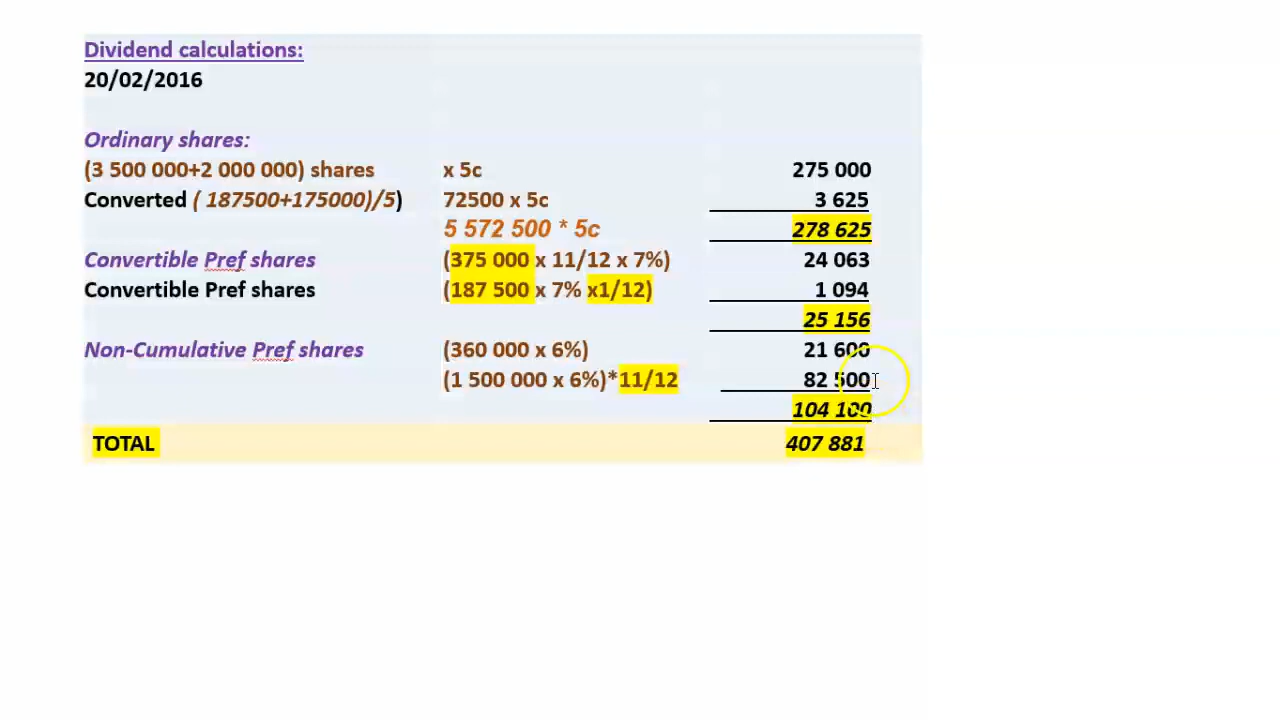 Dividend calculations:
20/02/2016
Ordinary shares:
(3 500 000+2 000 000) shares x 5c 275 000
Converted ( 187500+175000)/5) 72500 x 5c 3 625
5 572 500 * 5c 278 625
Convertible Pref shares (375 000 x 11/12 x 7%) 24 063
Convertible Pref shares (187 500 x 7% x1/12) 1 094
25 156
Non-Cumulative Pref shares (360 000 x 6%) 21 600
(1 500 000 x 6%)*11/12 82 500
104 100
TOTAL 407 881